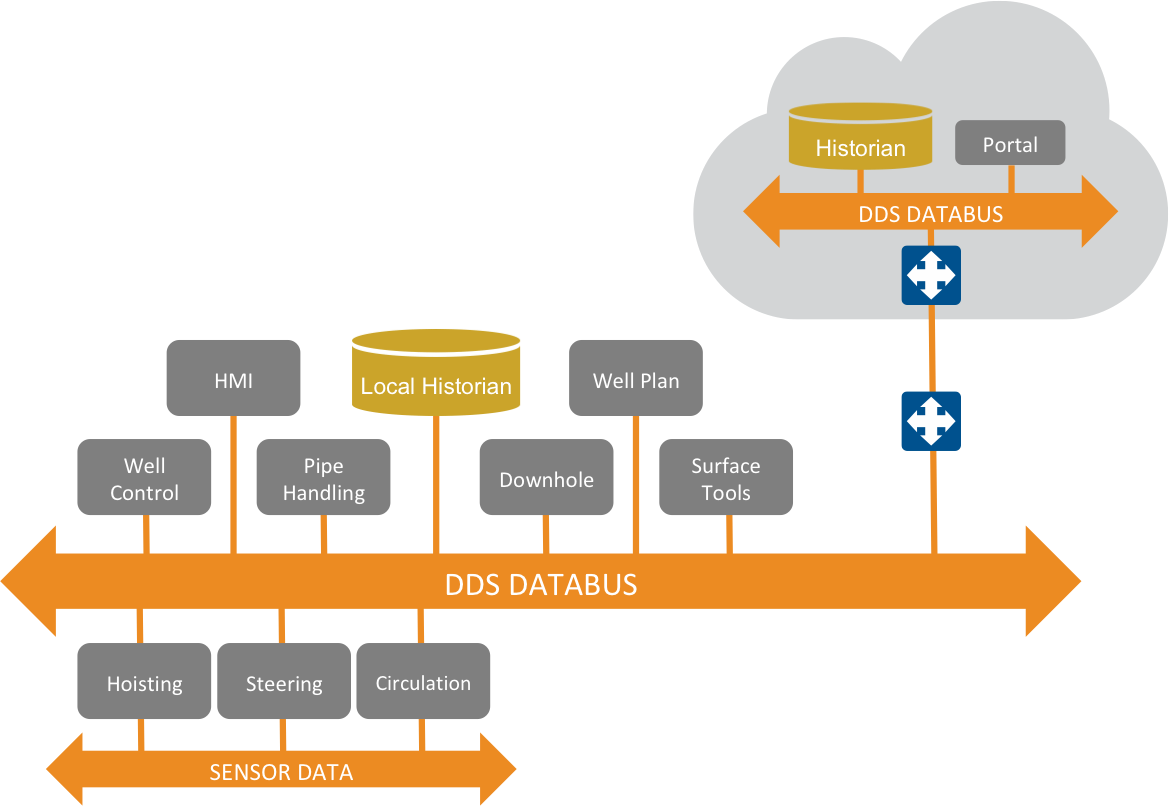 Historian
Portal
DDS DATABUS
HMI
Local Historian
Well Plan
Well
Control
Pipe
Handling
Downhole
Surface
Tools
DDS DATABUS
Hoisting
Steering
Circulation
SENSOR DATA